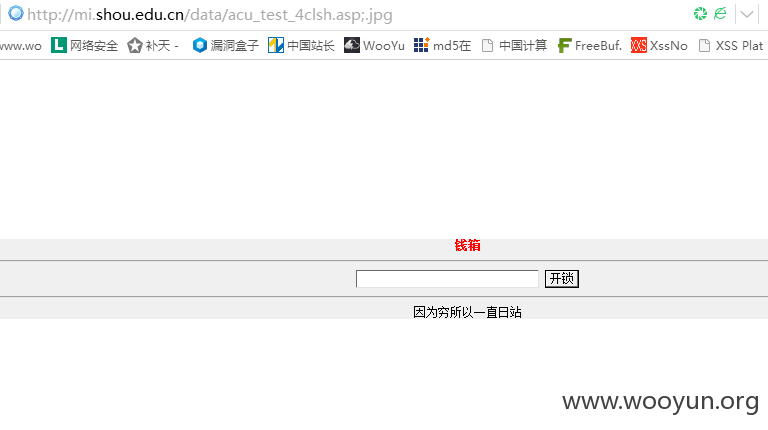 http://mi.shou.edu.cn/data/acu_test_4clsh.asp;.jpg
www.wo 网络安全 补天 - 漏洞盒子 中国站长 WooYu md5在 中国计算 FreeBuf. XssNo XSS Plat
钱箱
开锁
因为穷所以一直日站
www.wooyun.org